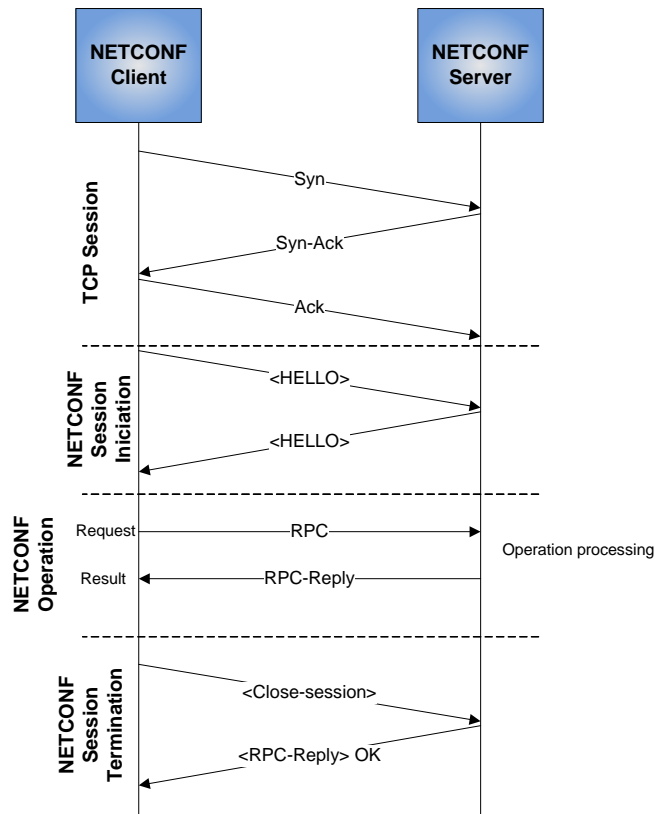 NETCONF
Client
NETCONF
Server
TCP Session
Syn
Syn-Ack
Ack
NETCONF
Session
Iniciation
<HELLO>
<HELLO>
NETCONF
Operation
Request
RPC
Operation processing
Result
RPC-Reply
NETCONF
Session
Termination
<Close-session>
<RPC-Reply> OK